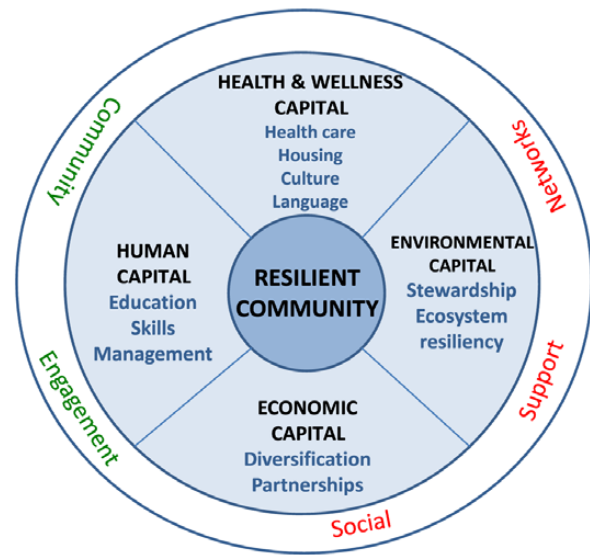 HEALTH & WELLNESS
CAPITAL
Health care
Housing
Culture
Language
HUMAN
CAPITAL
Education
Skills
Management
RESILIENT
COMMUNITY
ENVIRONMENTAL
CAPITAL
Stewardship
Ecosystem
resiliency
ECONOMIC
CAPITAL
Diversification
Partnerships
Community
Engagement
Social
Support
Networks